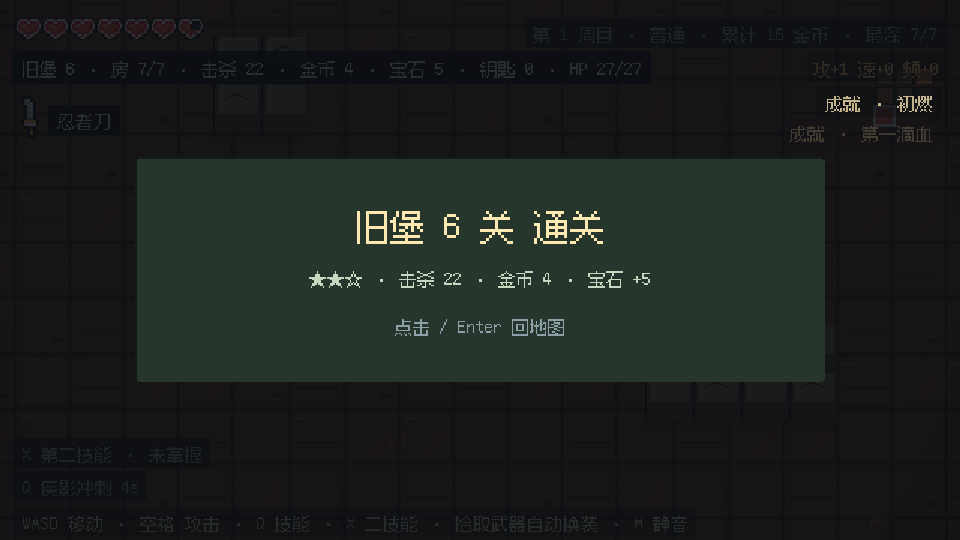 第 1 周目 · 普通 · 累计 16 金币 · 最深 7/7
旧堡 6 · 房 7/7 · 击杀 22 · 金币 4 · 宝石 5 · 钥匙 0 · HP 27/27
攻+1 速+0 频+0
成就 · 初燃
忍者刀
成就 · 第一滴血
旧堡 6 关 通关
★★☆ · 击杀 22 · 金币 4 · 宝石 +5
点击 / Enter 回地图
X 第二技能 · 未掌握
Q 疾影冲刺 4s
WASD 移动 · 空格 攻击 · Q 技能 · X 二技能 · 拾取武器自动换装 · M 静音